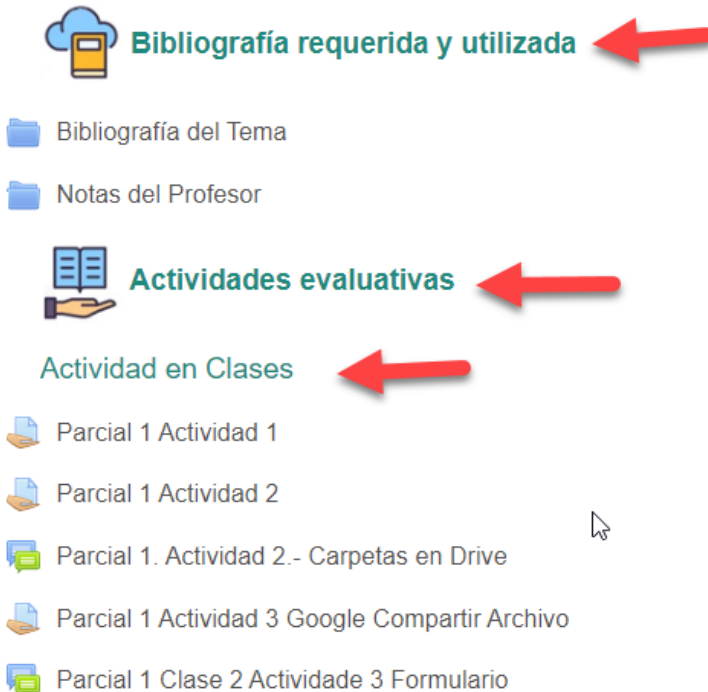 Bibliografía requerida y utilizada
Bibliografía del Tema
Notas del Profesor
Actividades evaluativas
Actividad en Clases
Parcial 1 Actividad 1
Parcial 1 Actividad 2
Parcial 1. Actividad 2.- Carpetas en Drive
Parcial 1 Actividad 3 Google Compartir Archivo
Parcial 1 Clase 2 Actividade 3 Formulario